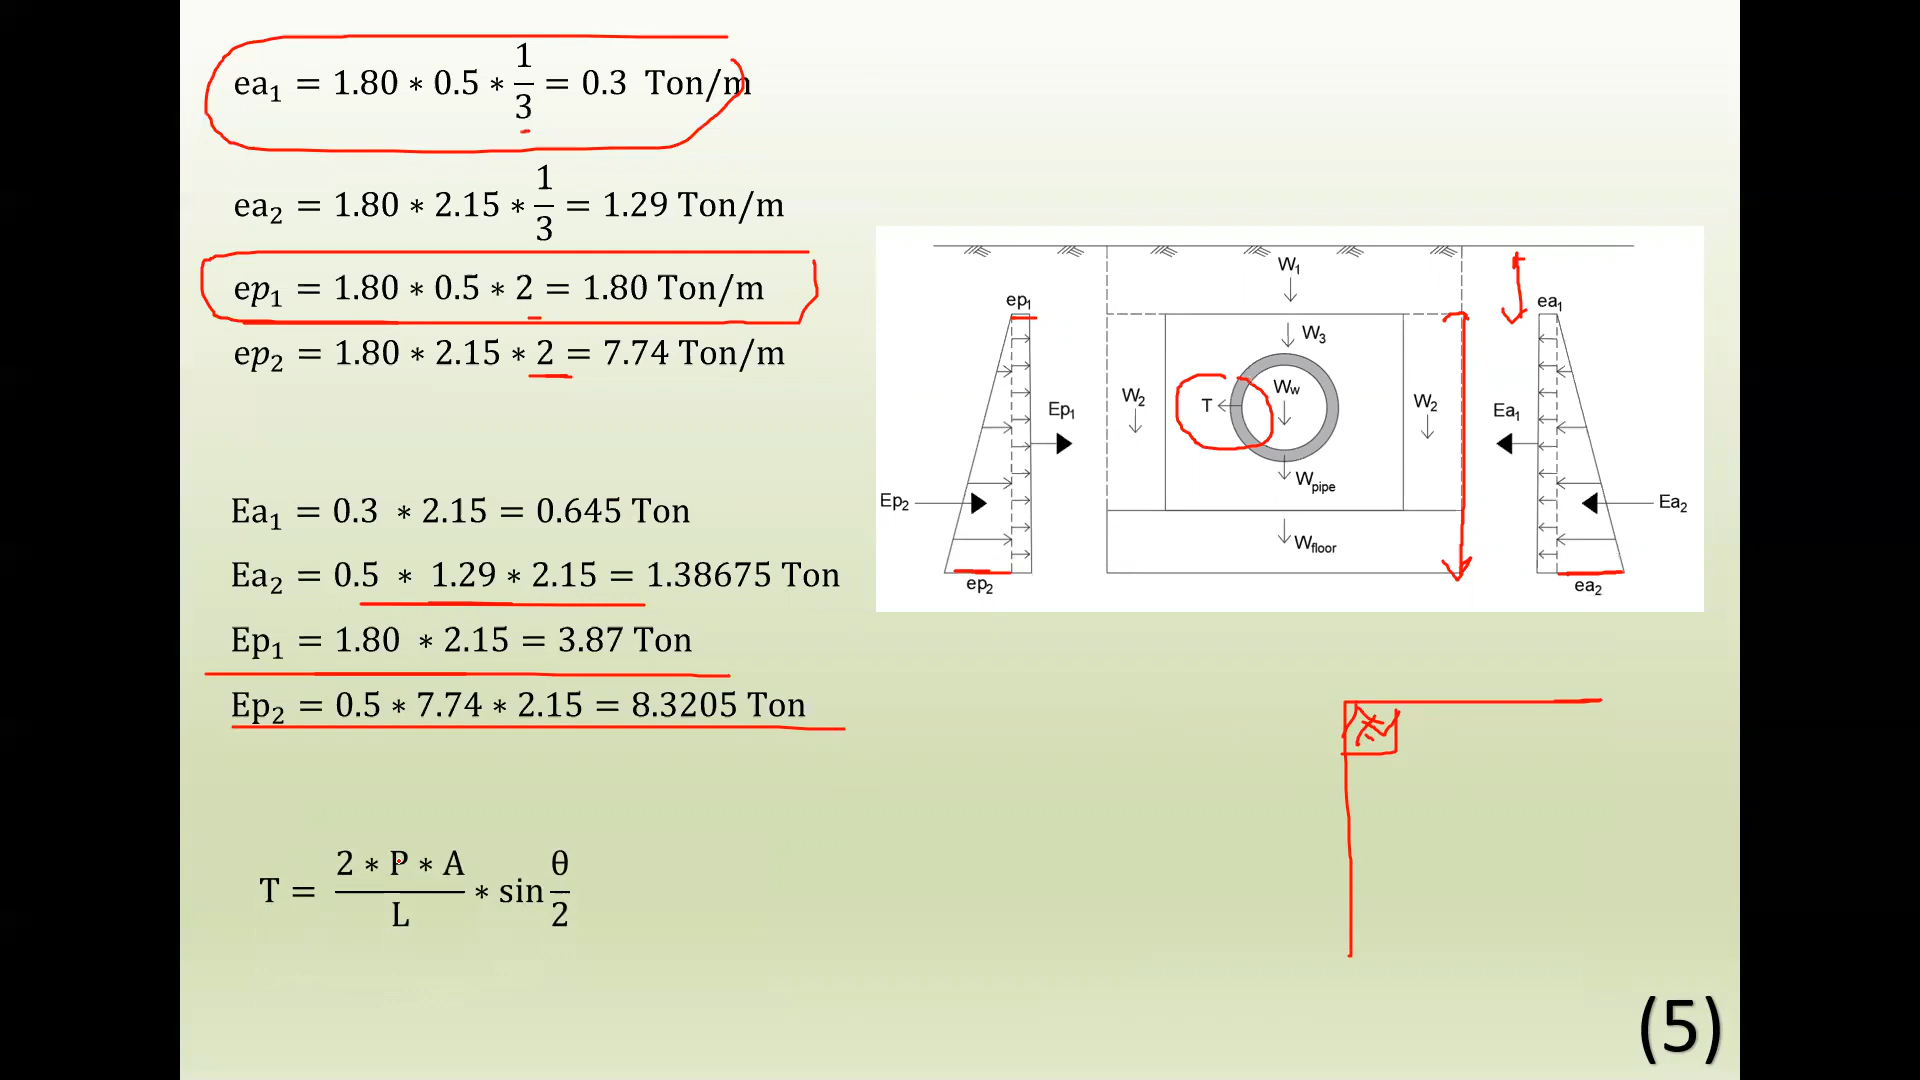 ea₁ = 1.80 * 0.5 * 1/3 = 0.3 Ton/m
ea₂ = 1.80 * 2.15 * 1/3 = 1.29 Ton/m
ep₁ = 1.80 * 0.5 * 2 = 1.80 Ton/m
ep₂ = 1.80 * 2.15 * 2 = 7.74 Ton/m
Ea₁ = 0.3 * 2.15 = 0.645 Ton
Ea₂ = 0.5 * 1.29 * 2.15 = 1.38675 Ton
Ep₁ = 1.80 * 2.15 = 3.87 Ton
Ep₂ = 0.5 * 7.74 * 2.15 = 8.3205 Ton
T = 2 * P * A / L * sin θ/2
W₁
ep₁
ea₁
W₃
W₂
T
Ww
W₂
Ep₁
Ea₁
Wpipe
Ep₂
Ea₂
Wfloor
ep₂
ea₂
(5)